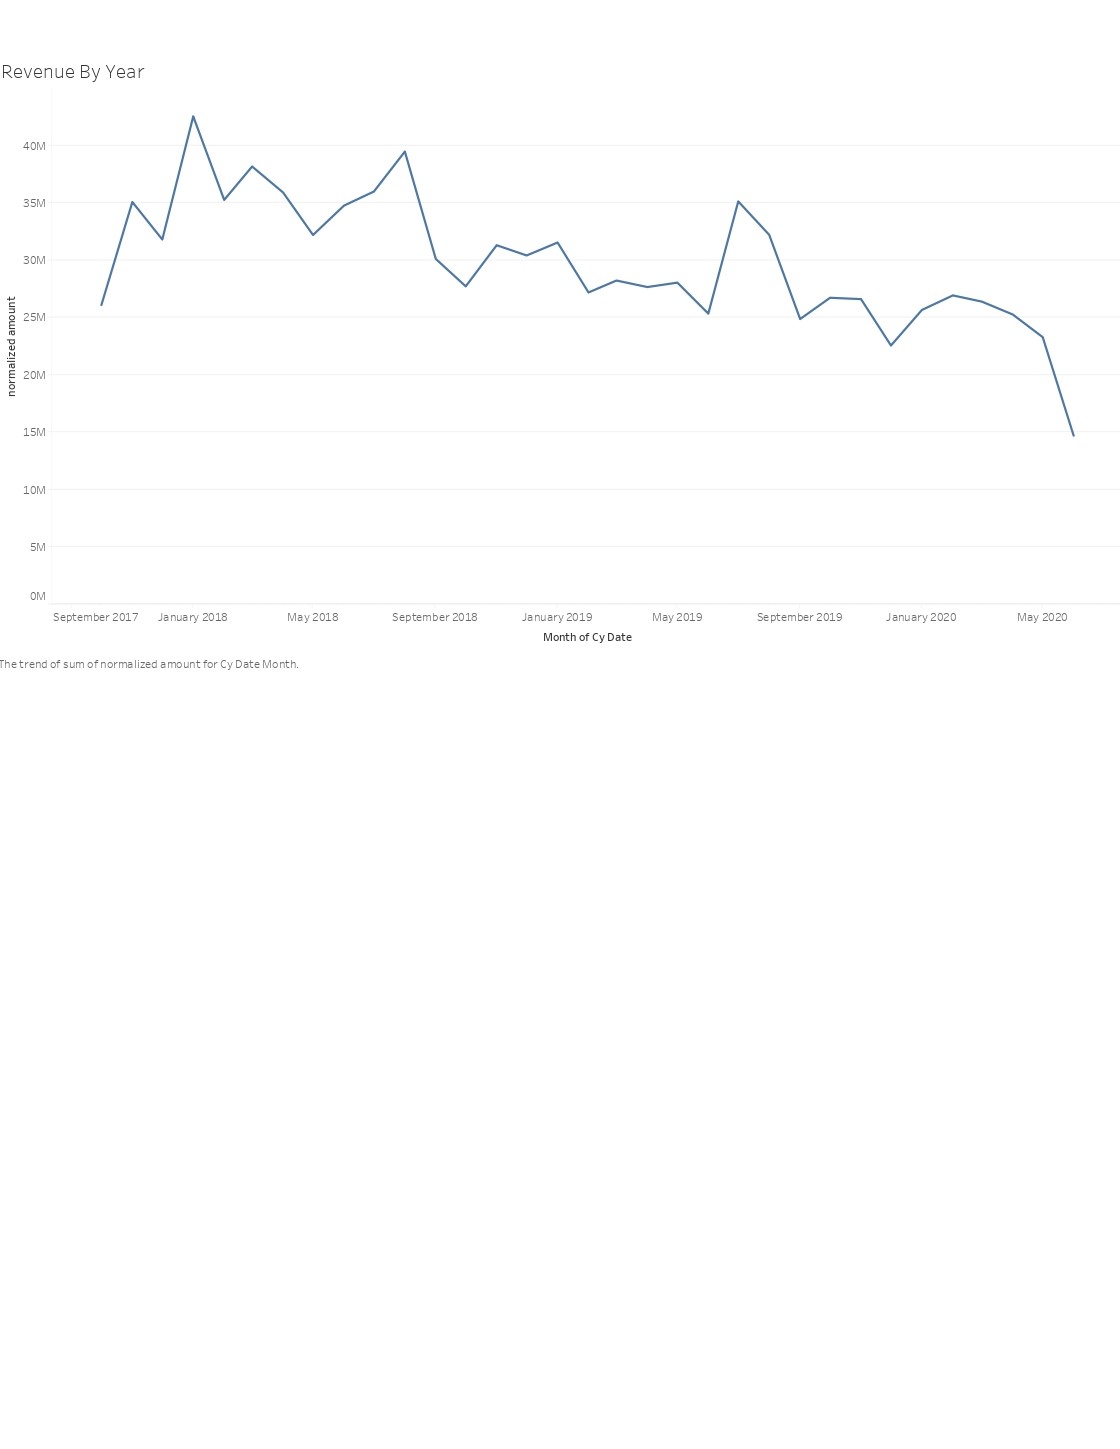 Revenue By Year
40M
35M
30M
25M
20M
15M
10M
5M
0M
normalized amount
September 2017 January 2018 May 2018 September 2018 January 2019 May 2019 September 2019 January 2020 May 2020
Month of Cy Date
The trend of sum of normalized amount for Cy Date Month.